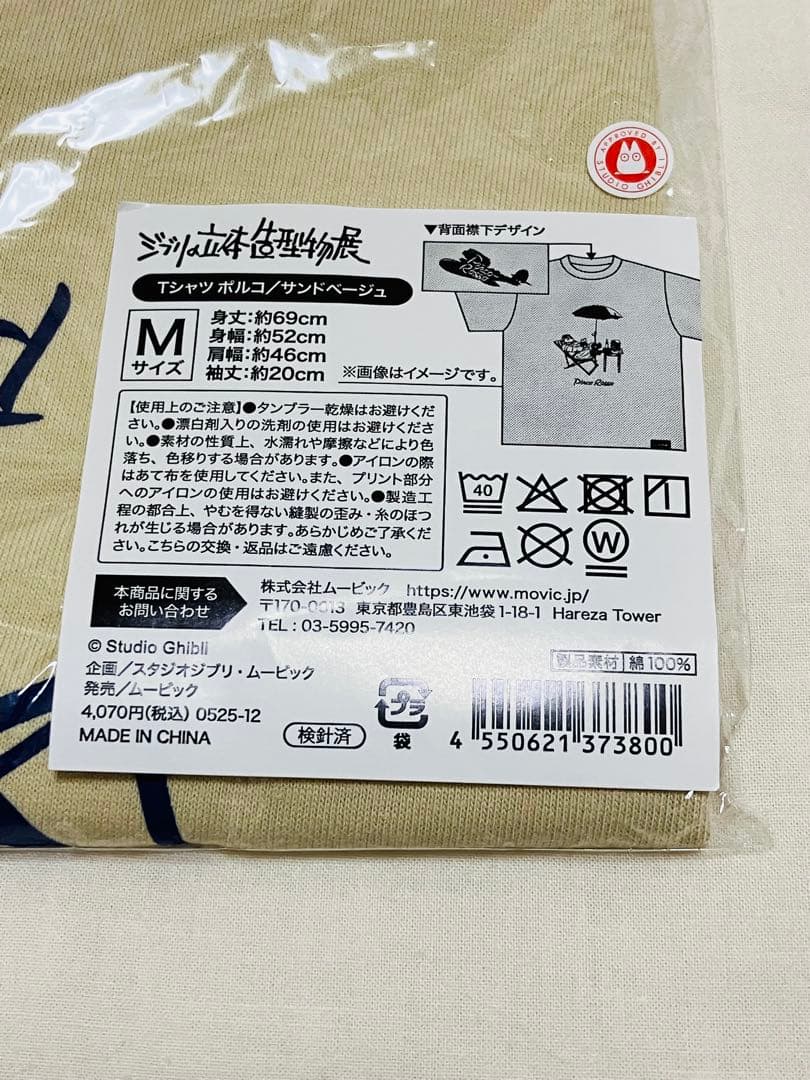 APPROVED BY
STUDIO GHIBLI
ジブリの立体造型物展
▼背面襟下デザイン
Porco Rosso
Tシャツ ポルコ/サンドベージュ
Mサイズ
身丈:約69cm
身幅:約52cm
肩幅:約46cm
袖丈:約20cm
※画像はイメージです。
Porco Rosso
【使用上のご注意】●タンブラー乾燥はお避けくださ
い。●漂白剤入りの洗剤の使用はお避けくださ
い。●素材の性質上、水濡れや摩擦などにより色
落ち、色移りする場合があります。●アイロンの際
はあて布を使用してください。また、プリント部分
へのアイロンの使用はお避けください。●製造工
程の都合上、やむを得ない縫製の歪み・糸のほつ
れが生じる場合があります。あらかじめご了承くだ
さい。こちらの交換・返品はご遠慮ください。
40
W
本商品に関する
お問い合わせ
株式会社ムービック https://www.movic.jp/
〒170-0013 東京都豊島区東池袋1-18-1 Hareza Tower
TEL : 03-5995-7420
© Studio Ghibli
企画/スタジオジブリ・ムービック
発売/ムービック
4,070円(税込) 0525-12
MADE IN CHINA
検針済
プラ
袋
製品素材 綿100%
4 550621 373800